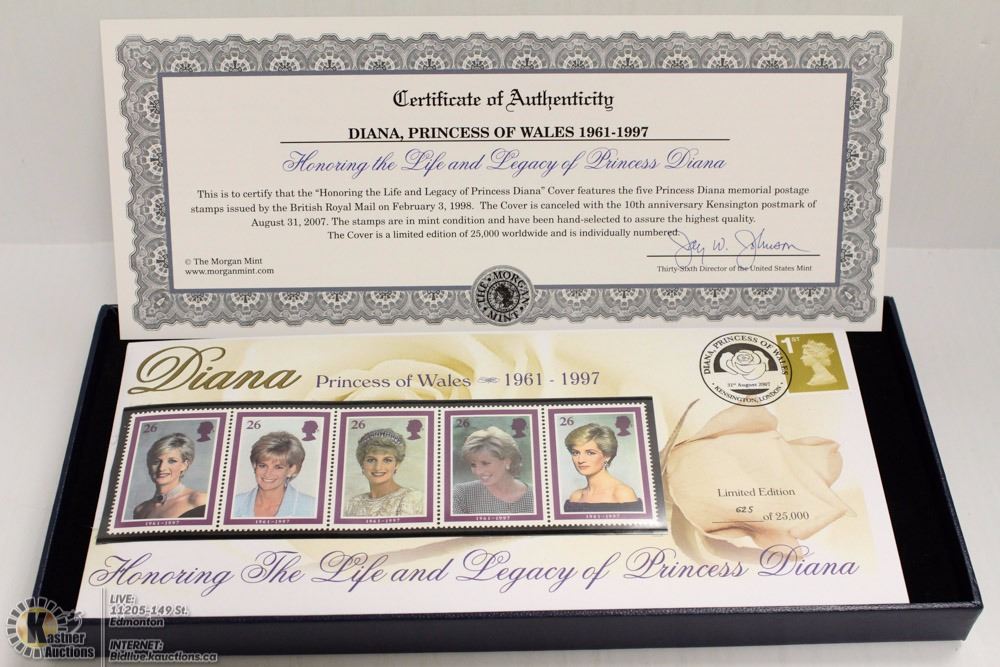 Certificate of Authenticity
DIANA, PRINCESS OF WALES 1961-1997
Honoring the Life and Legacy of Princess Diana
This is to certify that the “Honoring the Life and Legacy of Princess Diana” Cover features the five Princess Diana memorial postage
stamps issued by the British Royal Mail on February 3, 1998. The Cover is canceled with the 10th anniversary Kensington postmark of
August 31, 2007. The stamps are in mint condition and have been hand-selected to assure the highest quality.
The Cover is a limited edition of 25,000 worldwide and is individually numbered.
Jay W. Johnson
© The Morgan Mint
www.morganmint.com
Thirty-Sixth Director of the United States Mint
THE MORGAN MINT
Diana Princess of Wales 1961 - 1997
DIANA, PRINCESS OF WALES
31st August 2007
KENSINGTON, LONDON
1ST
26 26 26 26 26
1961-1997 1961-1997 1961-1997 1961-1997 1961-1997
Limited Edition
625 of 25,000
Honoring The Life and Legacy of Princess Diana
K
Kastner
Auctions
LIVE:
11205-149 St.
Edmonton
INTERNET:
Bidlive.kauctions.ca